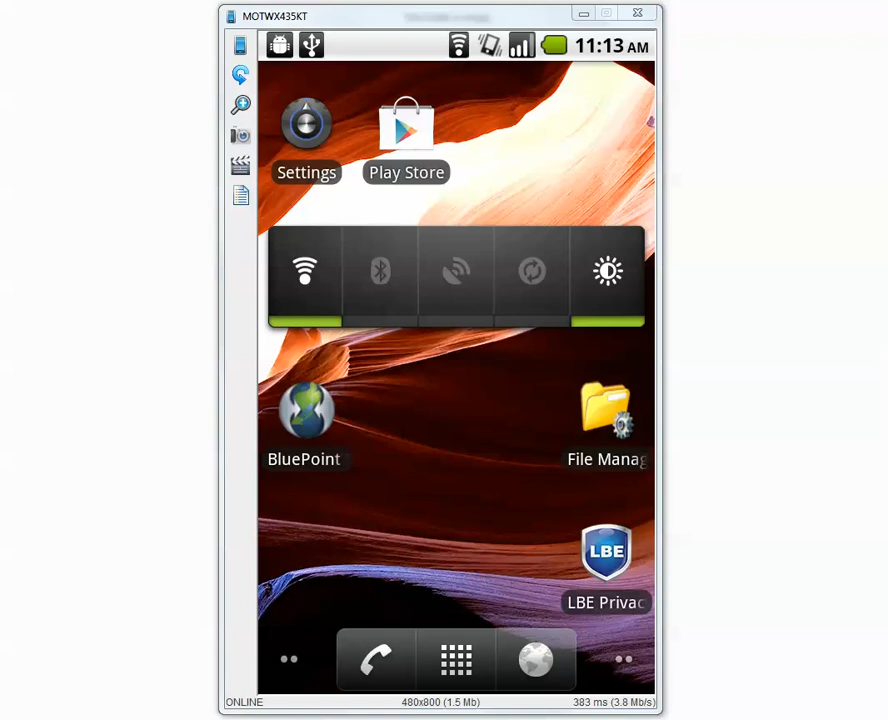 MOTWX435KT
11:13 AM
Settings
Play Store
BluePoint
File Manag
LBE
LBE Privac
ONLINE
480x800 (1.5 Mb)
383 ms (3.8 Mb/s)